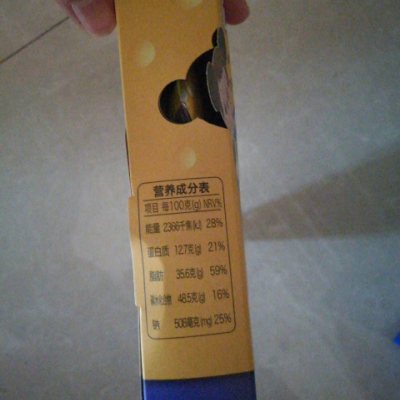 营养成分表
项目 每100克(g) NRV%
能量 2366千焦(kJ) 28%
蛋白质 12.7克(g) 21%
脂肪 35.6克(g) 59%
碳水化合物 48.5克(g) 16%
钠 508毫克(mg) 25%